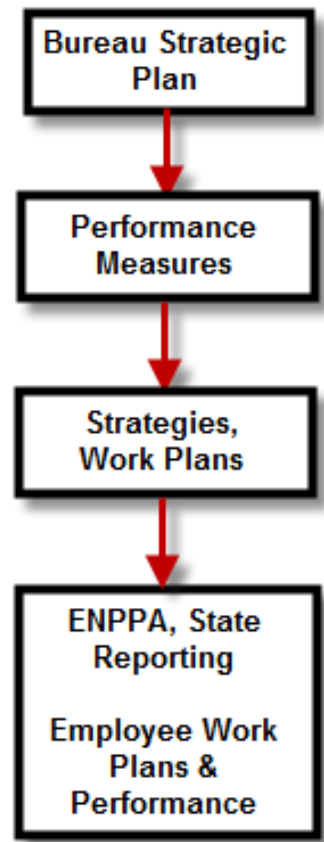 Bureau Strategic
Plan
Performance
Measures
Strategies,
Work Plans
ENPPA, State
Reporting
Employee Work
Plans &
Performance